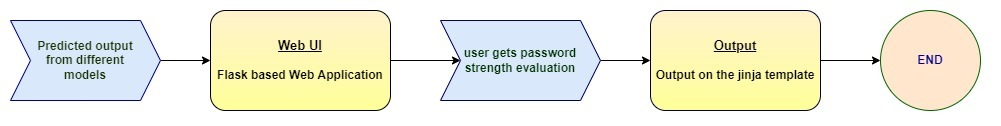 Predicted output
from different
models
Web UI
Flask based Web Application
user gets password
strength evaluation
Output
Output on the jinja template
END